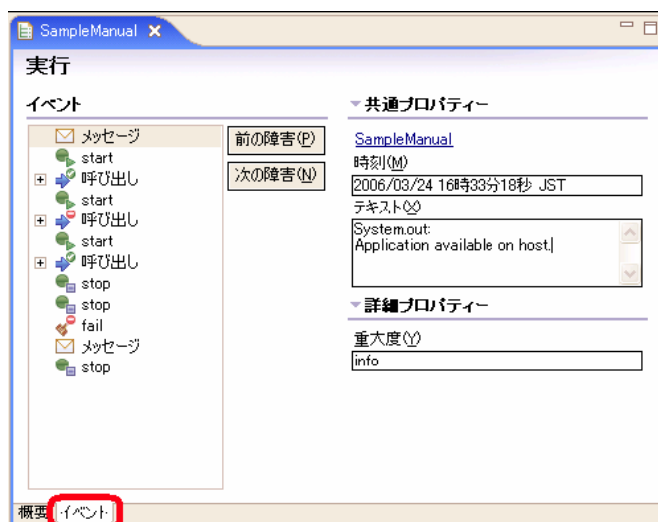 SampleManual
実行
イベント
メッセージ
start
呼び出し
start
呼び出し
start
呼び出し
stop
stop
fail
メッセージ
stop
前の障害(P)
次の障害(N)
共通プロパティー
SampleManual
時刻(M)
2006/03/24 16時33分18秒 JST
テキスト(X)
System.out:
Application available on host.
詳細プロパティー
重大度(Y)
info
概要 イベント